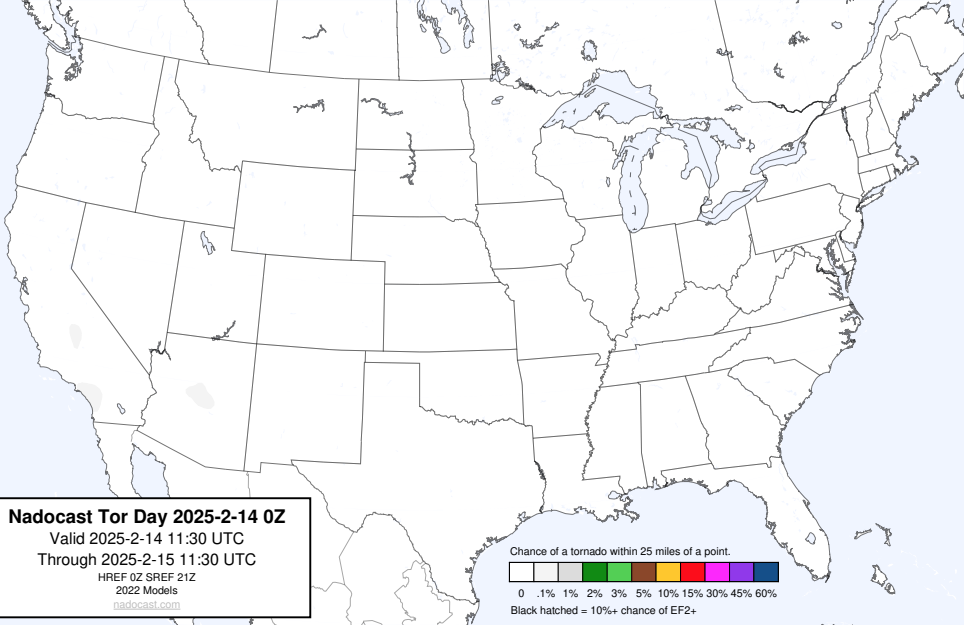 Nadocast Tor Day 2025-2-14 0Z
Valid 2025-2-14 11:30 UTC
Through 2025-2-15 11:30 UTC
HREF 0Z SREF 21Z
2022 Models
nadocast.com
Chance of a tornado within 25 miles of a point.
0 .1% 1% 2% 3% 5% 10% 15% 30% 45% 60%
Black hatched = 10%+ chance of EF2+